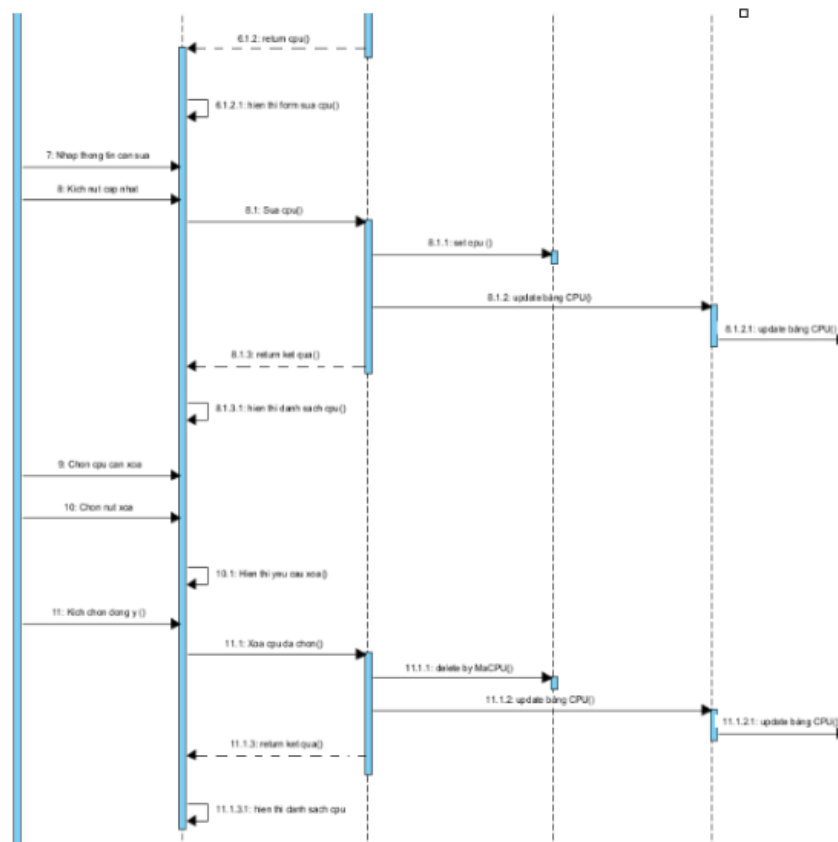 6.1.2: return cpu()
6.1.2.1: hien thi form sua cpu()
7: Nhap thong tin can sua
8: Kich nut cap nhat
8.1: Sua cpu()
8.1.1: set cpu ()
8.1.2: update bảng CPU()
8.1.2.1: update bảng CPU()
8.1.3: return ket qua()
8.1.3.1: hien thi danh sach cpu()
9: Chon cpu can xoa
10: Chon nut xoa
10.1: Hien thi yeu cau xoa()
11: Kich chon dong y ()
11.1: Xoa cpu da chon()
11.1.1: delete by MaCPU()
11.1.2: update bảng CPU()
11.1.2.1: update bảng CPU()
11.1.3: return ket qua()
11.1.3.1: hien thi danh sach cpu